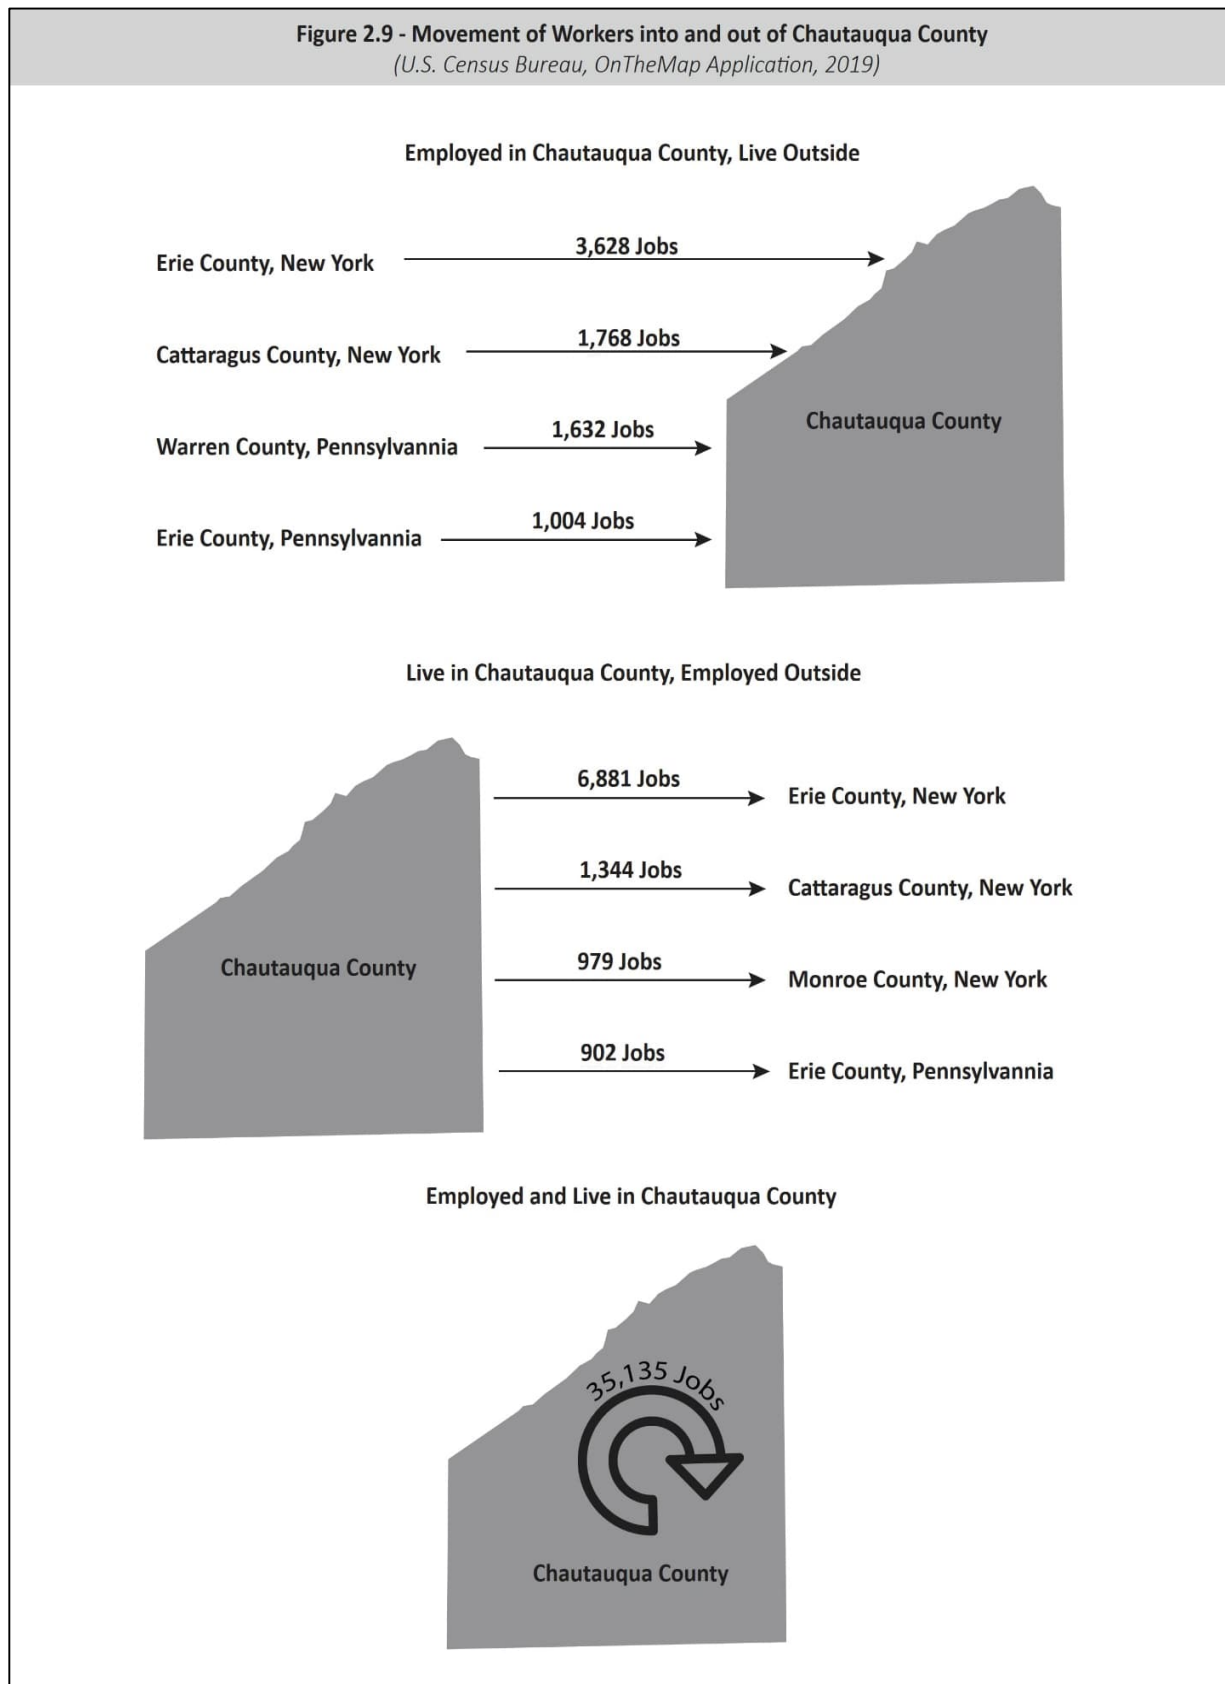 Figure 2.9 - Movement of Workers into and out of Chautauqua County
(U.S. Census Bureau, OnTheMap Application, 2019)
Employed in Chautauqua County, Live Outside
Erie County, New York
3,628 Jobs
Cattaragus County, New York
1,768 Jobs
Chautauqua County
Warren County, Pennsylvannia
1,632 Jobs
Erie County, Pennsylvannia
1,004 Jobs
Live in Chautauqua County, Employed Outside
6,881 Jobs
Erie County, New York
1,344 Jobs
Cattaragus County, New York
Chautauqua County
979 Jobs
Monroe County, New York
902 Jobs
Erie County, Pennsylvannia
Employed and Live in Chautauqua County
35,135 Jobs
Chautauqua County